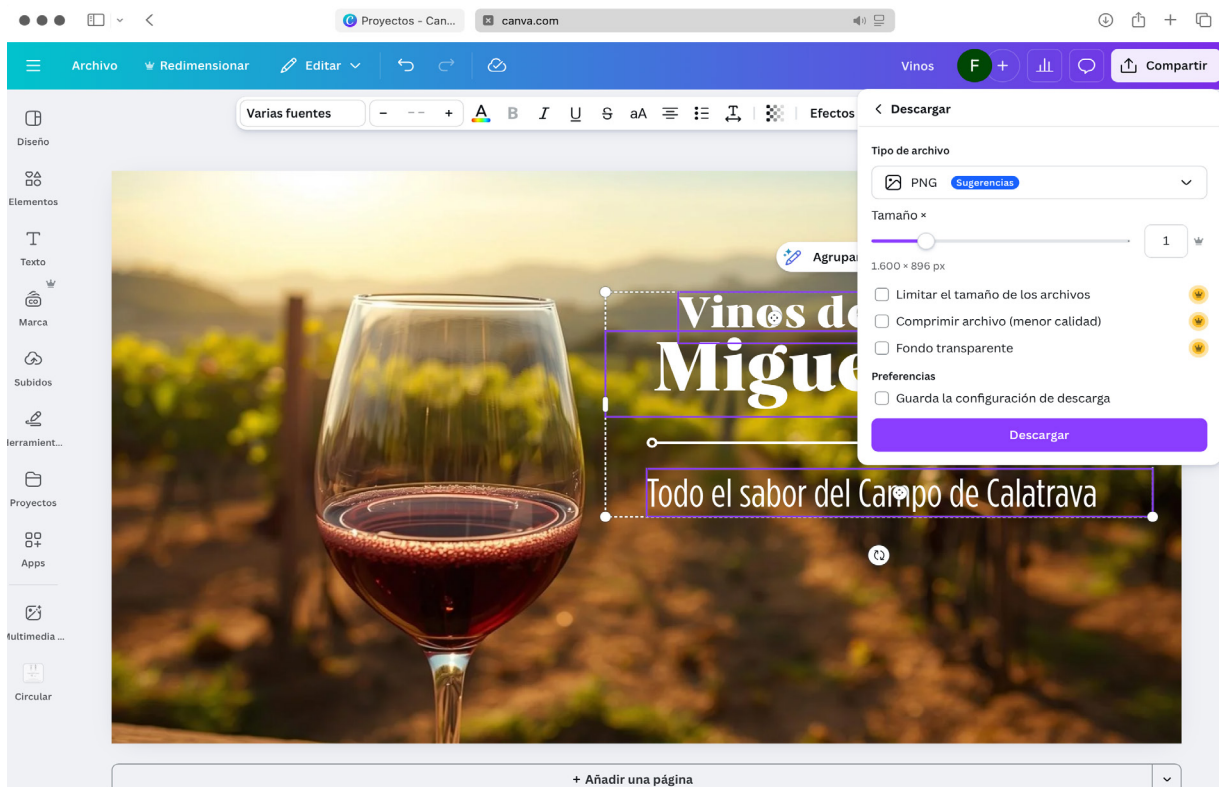 Proyectos - Can...
canva.com
Archivo
Redimensionar
Editar
Vinos
F
+
Compartir
Varias fuentes
- -- +
A B I U S aA
Efectos
Diseño
Elementos
Texto
Marca
Subidos
Herramient...
Proyectos
Apps
Multimedia ...
Circular
Agrupar
Vinos de
Migue
Todo el sabor del Campo de Calatrava
Descargar
Tipo de archivo
PNG Sugerencias
Tamaño ×
1
1.600 × 896 px
Limitar el tamaño de los archivos
Comprimir archivo (menor calidad)
Fondo transparente
Preferencias
Guarda la configuración de descarga
Descargar
+ Añadir una página